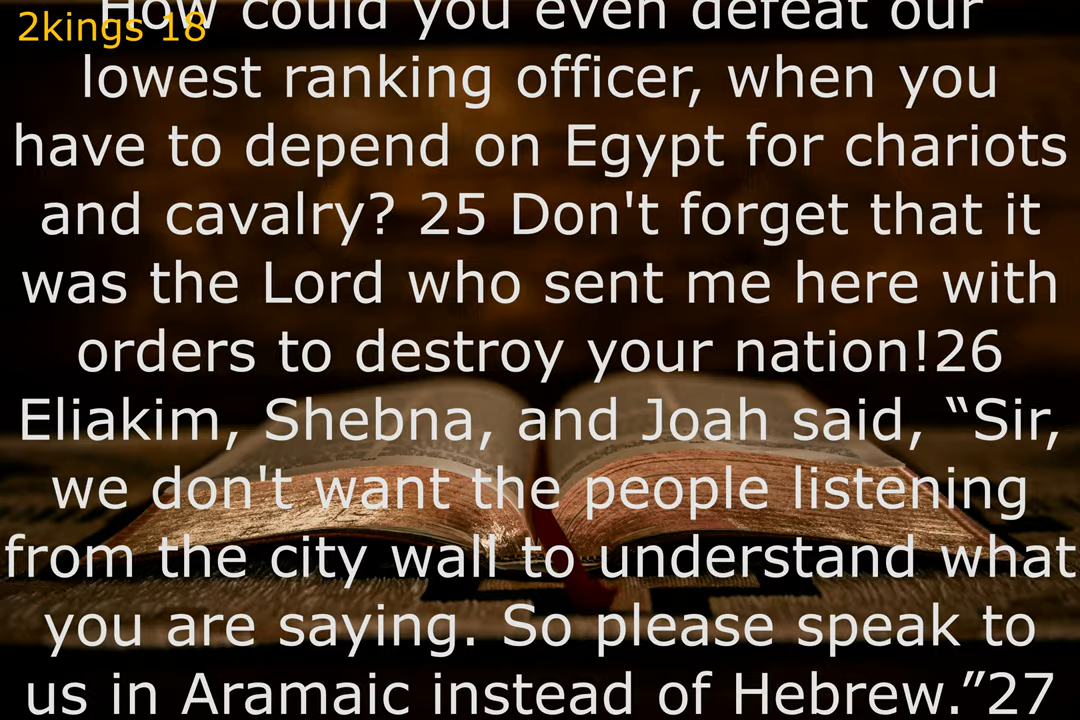 2kings 18
How could you even defeat our
lowest ranking officer, when you
have to depend on Egypt for chariots
and cavalry? 25 Don't forget that it
was the Lord who sent me here with
orders to destroy your nation!26
Eliakim, Shebna, and Joah said, “Sir,
we don't want the people listening
from the city wall to understand what
you are saying. So please speak to
us in Aramaic instead of Hebrew.”27